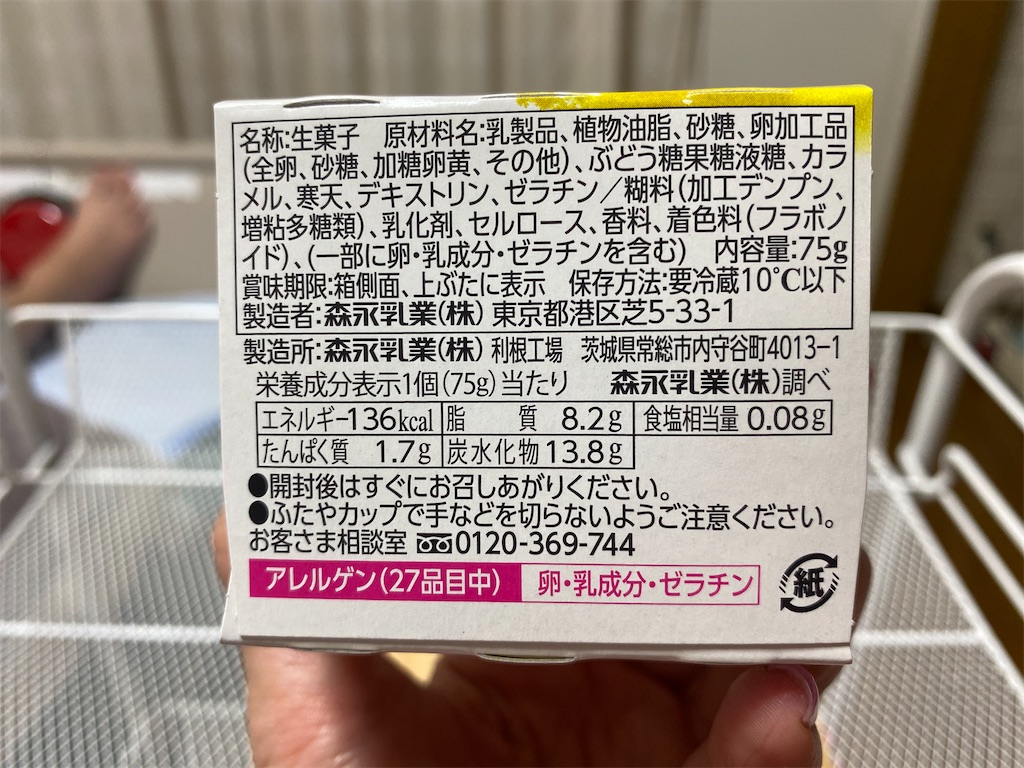 名称:生菓子 原材料名:乳製品、植物油脂、砂糖、卵加工品
(全卵、砂糖、加糖卵黄、その他)、ぶどう糖果糖液糖、カラ
メル、寒天、デキストリン、ゼラチン／糊料(加工デンプン、
増粘多糖類)、乳化剤、セルロース、香料、着色料(フラボノ
イド)、(一部に卵・乳成分・ゼラチンを含む) 内容量:75g
賞味期限:箱側面、上ぶたに表示 保存方法:要冷蔵10℃以下
製造者:森永乳業(株) 東京都港区芝5-33-1
製造所:森永乳業(株) 利根工場 茨城県常総市内守谷町4013-1
栄養成分表示1個(75g)当たり 森永乳業(株)調べ
エネルギー136kcal 脂質 8.2g 食塩相当量 0.08g
たんぱく質 1.7g 炭水化物 13.8g
●開封後はすぐにお召しあがりください。
●ふたやカップで手などを切らないようご注意ください。
お客さま相談室 0120-369-744
アレルゲン(27品目中) 卵・乳成分・ゼラチン
紙